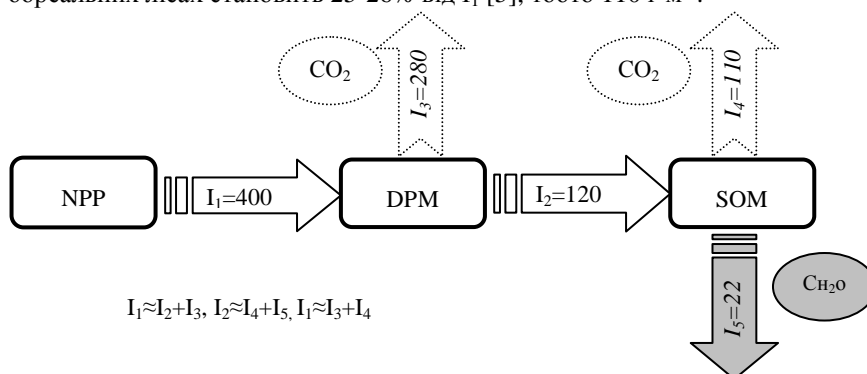 бореальних лісах становить 25-28% від I₁ [5], тобто 110 г·м⁻².
CO₂
I₃=280
CO₂
I₄=110
NPP
I₁=400
DPM
I₂=120
SOM
I₁≈I₂+I₃, I₂≈I₄+I₅, I₁≈I₃+I₄
I₅=22
CH₂O